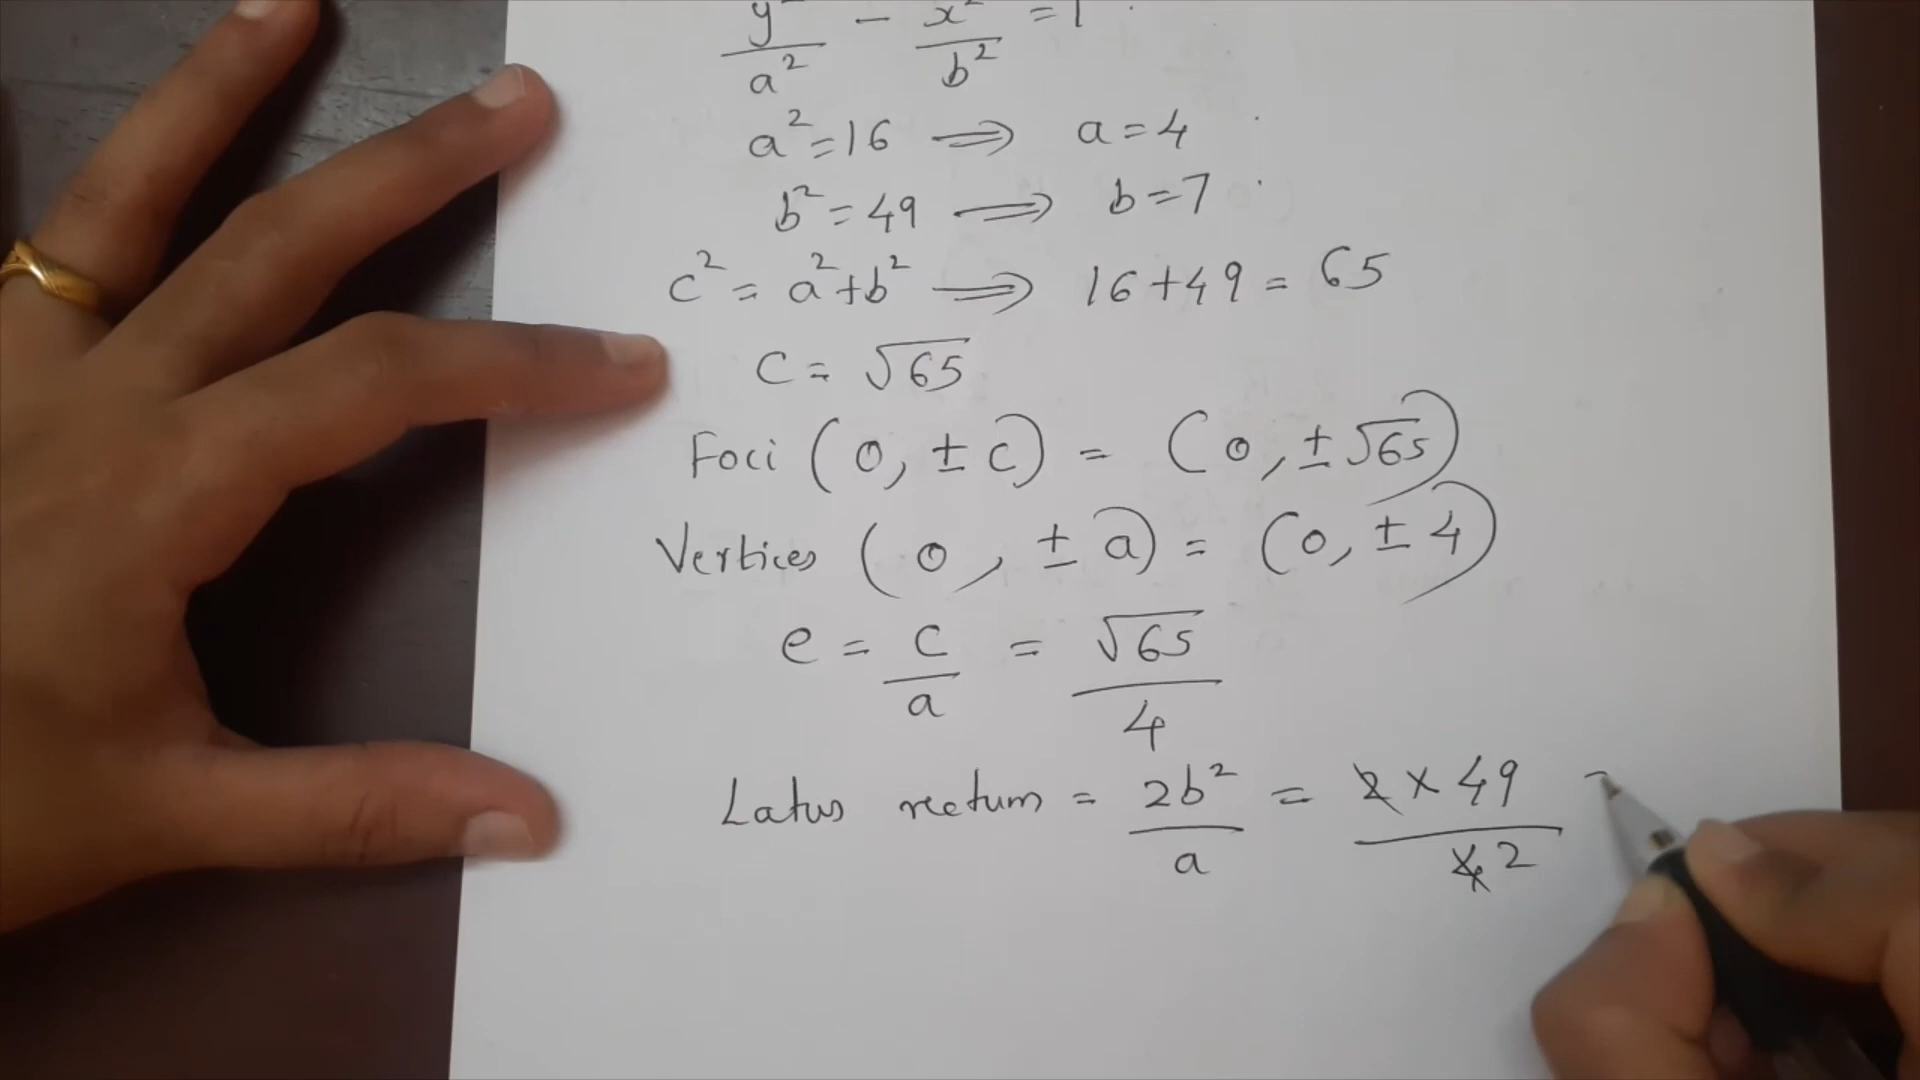 y²/a² - x²/b² = 1
a² = 16 ⟹ a = 4
b² = 49 ⟹ b = 7
c² = a² + b² ⟹ 16 + 49 = 65
c = √65
Foci (0, ± c) = (0, ± √65)
Vertices (0, ± a) = (0, ± 4)
e = c/a = √65/4
Latus rectum = 2b²/a = 2 × 49/4 2